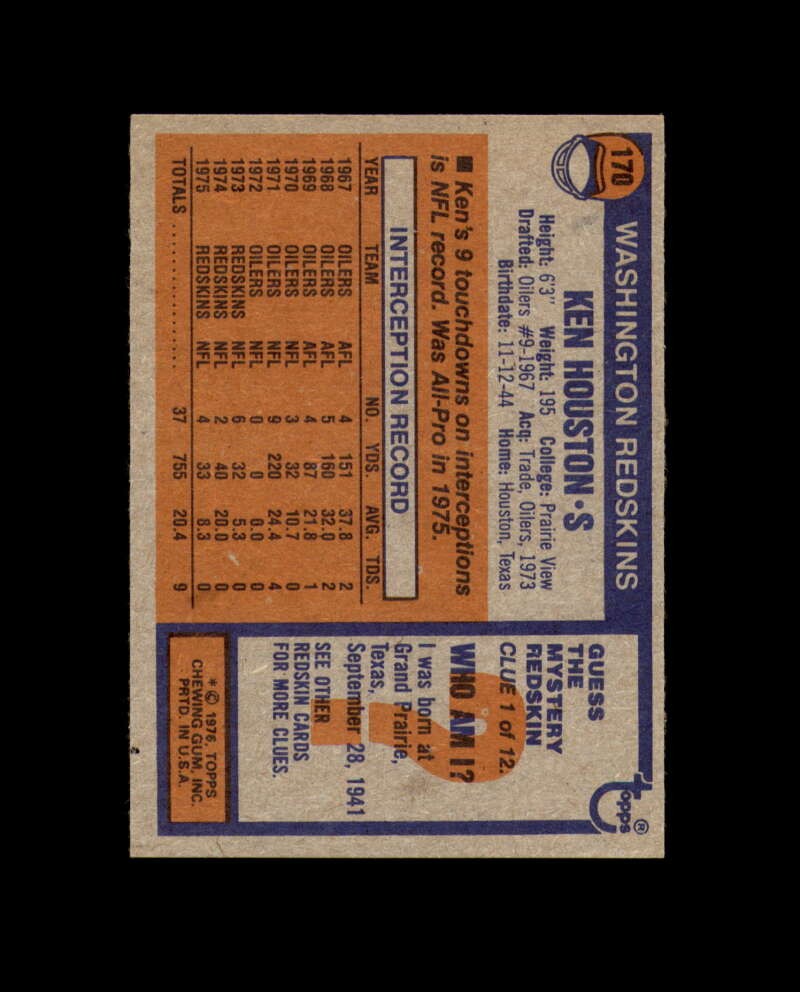 170
WASHINGTON REDSKINS
KEN HOUSTON•S
Height: 6'3" Weight: 195 College: Prairie View
Drafted: Oilers #9-1967 Acq: Trade, Oilers, 1973
Birthdate: 11-12-44 Home: Houston, Texas
■ Ken's 9 touchdowns on interceptions
is NFL record. Was All-Pro in 1975.
INTERCEPTION RECORD
YEAR TEAM NO. YDS. AVG. TDS.
1967 OILERS AFL 4 151 37.8 2
1968 OILERS AFL 5 160 32.0 2
1969 OILERS AFL 4 87 21.8 1
1970 OILERS NFL 3 32 10.7 0
1971 OILERS NFL 9 220 24.4 4
1972 OILERS NFL 0 0 0.0 0
1973 REDSKINS NFL 6 32 5.3 0
1974 REDSKINS NFL 2 40 20.0 0
1975 REDSKINS NFL 4 33 8.3 0
TOTALS .................... 37 755 20.4 9
topps®
GUESS
THE
MYSTERY
REDSKIN
CLUE 1 of 12:
?
WHO AM I?
I was born at
Grand Prairie,
Texas,
September 28, 1941
SEE OTHER
REDSKIN CARDS
FOR MORE CLUES.
* © 1976 TOPPS
CHEWING GUM, INC.
PRTD. IN U.S.A.